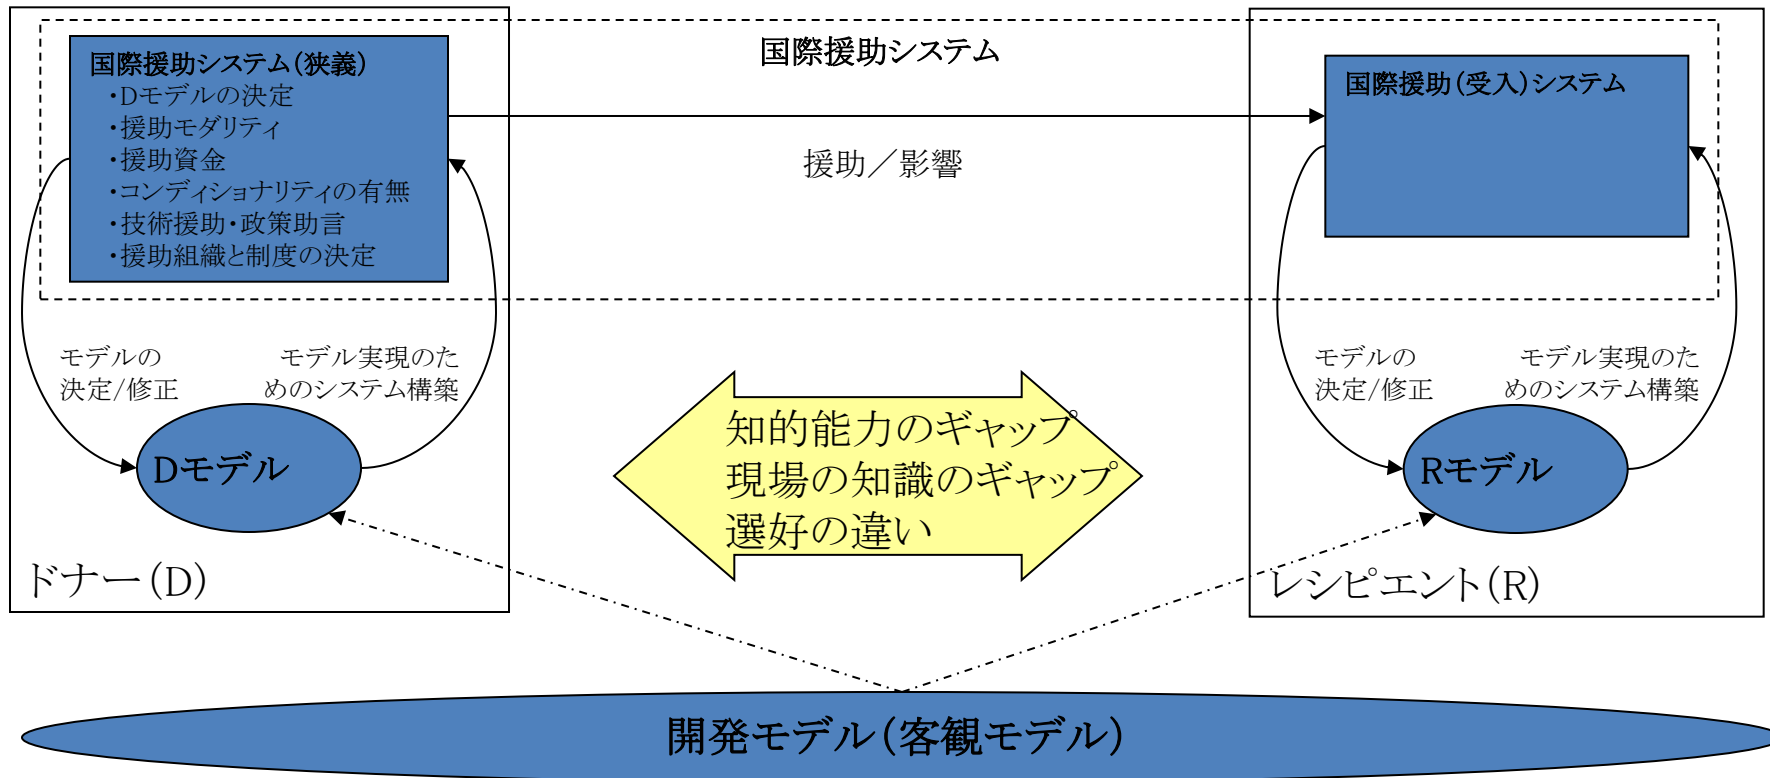 国際援助システム(狭義)
・Dモデルの決定
・援助モダリティ
・援助資金
・コンディショナリティの有無
・技術援助・政策助言
・援助組織と制度の決定
国際援助システム
援助／影響
国際援助(受入)システム
モデルの
決定/修正
モデル実現のた
めのシステム構築
Dモデル
ドナー(D)
知的能力のギャップ
現場の知識のギャップ
選好の違い
モデルの
決定/修正
モデル実現のた
めのシステム構築
Rモデル
レシピエント(R)
開発モデル(客観モデル)